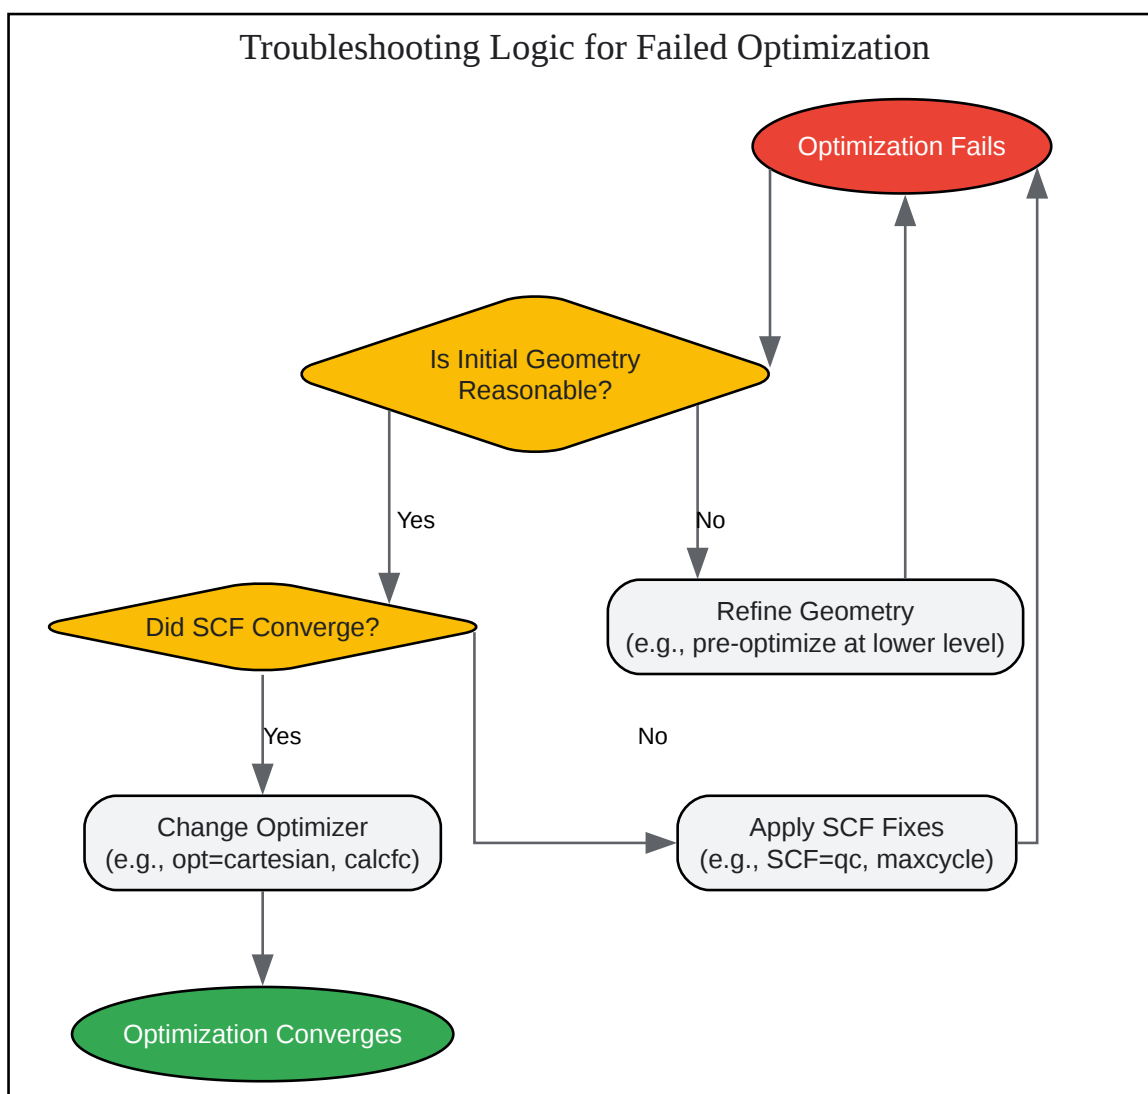 Troubleshooting Logic for Failed Optimization
Optimization Fails
Is Initial Geometry
Reasonable?
Yes
No
Did SCF Converge?
Refine Geometry
(e.g., pre-optimize at lower level)
Yes
No
Change Optimizer
(e.g., opt=cartesian, calcfc)
Apply SCF Fixes
(e.g., SCF=qc, maxcycle)
Optimization Converges